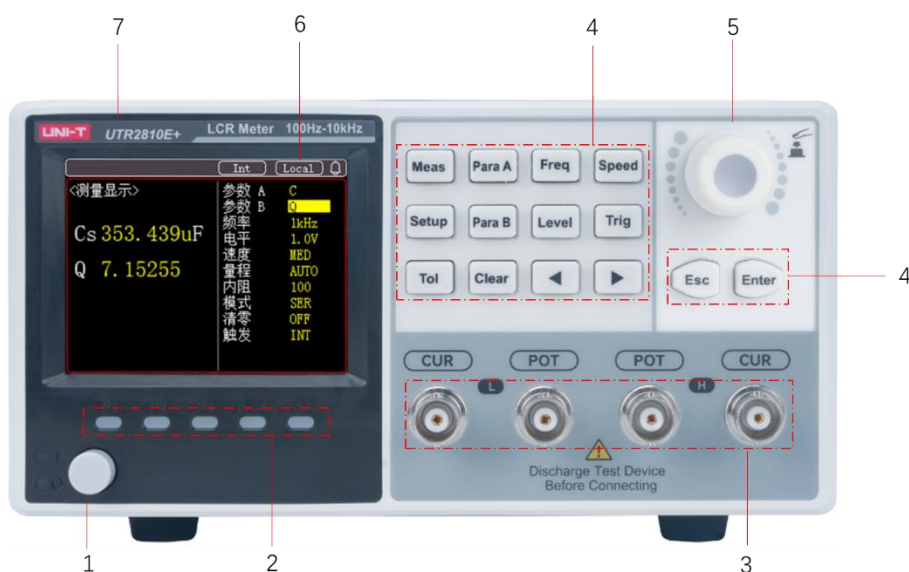 7
6
4
5
UNI-T UTR2810E+ LCR Meter 100Hz-10kHz
Int Local
<测量显示>
Cs 353.439uF
Q 7.15255
参数 A C
参数 B Q
频率 1kHz
电平 1.0V
速度 MED
量程 AUTO
内阻 100
模式 SER
清零 OFF
触发 INT
Meas Para A Freq Speed
Setup Para B Level Trig
Tol Clear ◀ ▶
Esc Enter
4
CUR POT POT CUR
L H
Discharge Test Device
Before Connecting
1
2
3